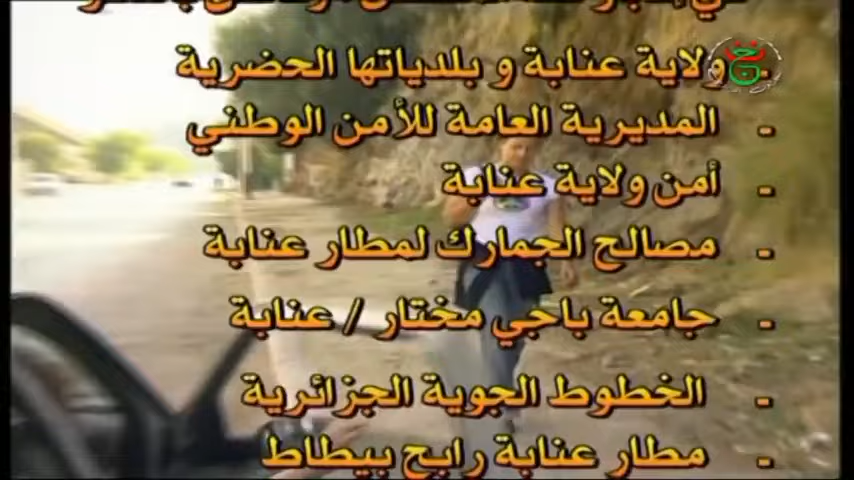 - ولاية عنابة و بلدياتها الحضرية
- المديرية العامة للأمن الوطني
- أمن ولاية عنابة
- مصالح الجمارك لمطار عنابة
- جامعة باجي مختار / عنابة
- الخطوط الجوية الجزائرية
- مطار عنابة رابح بيطاط